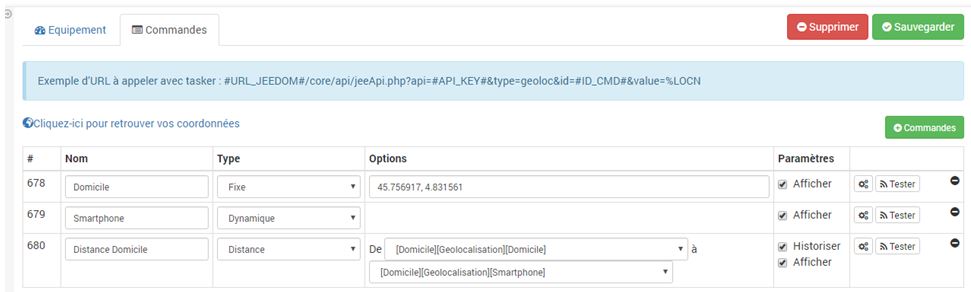 Equipement Commandes Supprimer Sauvegarder
Exemple d'URL à appeler avec tasker : #URL_JEEDOM#/core/api/jeeApi.php?api=#API_KEY#&type=geoloc&id=#ID_CMD#&value=%LOCN
Cliquez-ici pour retrouver vos coordonnées
Commandes
# Nom Type Options Paramètres
678 Domicile Fixe 45.756917, 4.831561 Afficher Tester
679 Smartphone Dynamique Afficher Tester
680 Distance Domicile Distance De [Domicile][Geolocalisation][Domicile] à Historiser Tester
[Domicile][Geolocalisation][Smartphone] Afficher